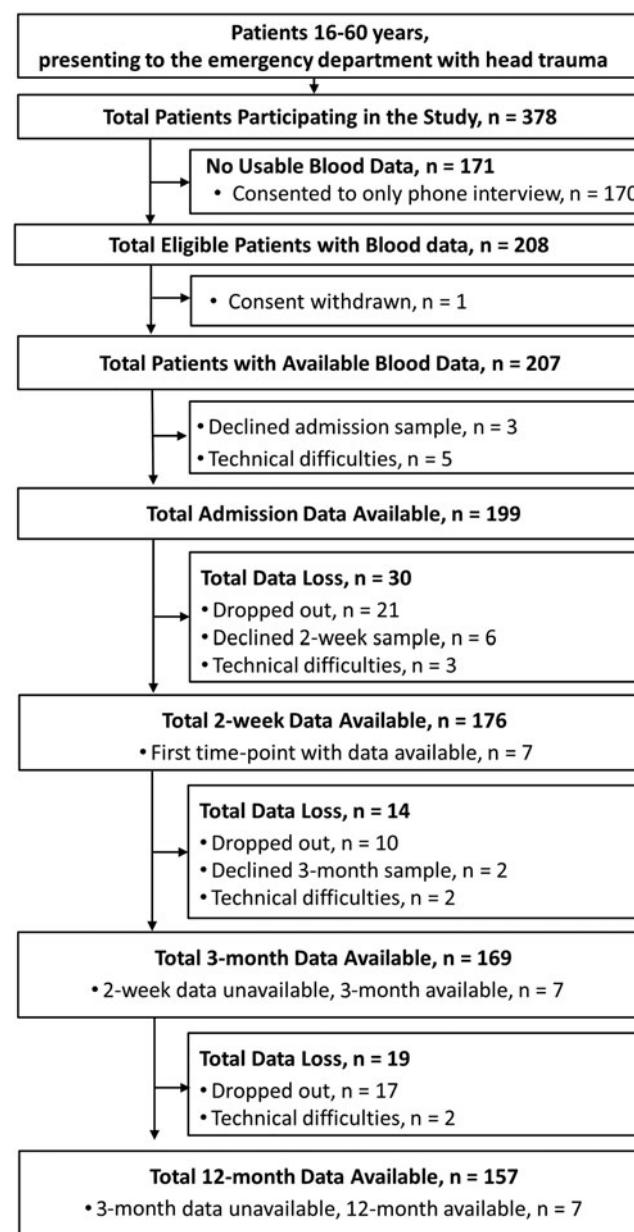 Patients 16-60 years,
presenting to the emergency department with head trauma
Total Patients Participating in the Study, n = 378
No Usable Blood Data, n = 171
• Consented to only phone interview, n = 170
Total Eligible Patients with Blood data, n = 208
• Consent withdrawn, n = 1
Total Patients with Available Blood Data, n = 207
• Declined admission sample, n = 3
• Technical difficulties, n = 5
Total Admission Data Available, n = 199
Total Data Loss, n = 30
• Dropped out, n = 21
• Declined 2-week sample, n = 6
• Technical difficulties, n = 3
Total 2-week Data Available, n = 176
• First time-point with data available, n = 7
Total Data Loss, n = 14
• Dropped out, n = 10
• Declined 3-month sample, n = 2
• Technical difficulties, n = 2
Total 3-month Data Available, n = 169
• 2-week data unavailable, 3-month available, n = 7
Total Data Loss, n = 19
• Dropped out, n = 17
• Technical difficulties, n = 2
Total 12-month Data Available, n = 157
• 3-month data unavailable, 12-month available, n = 7